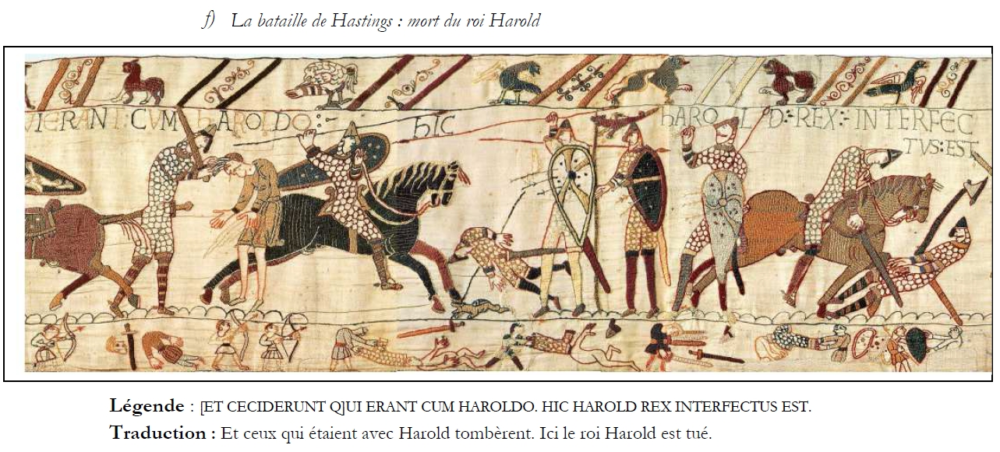 f) La bataille de Hastings : mort du roi Harold
VIERANT: CVM HAROLDO: HIC HAROLD:REX:INTERFEC
TVS:EST
Légende : [ET CECIDERUNT Q]UI ERANT CUM HAROLDO. HIC HAROLD REX INTERFECTUS EST.
Traduction : Et ceux qui étaient avec Harold tombèrent. Ici le roi Harold est tué.